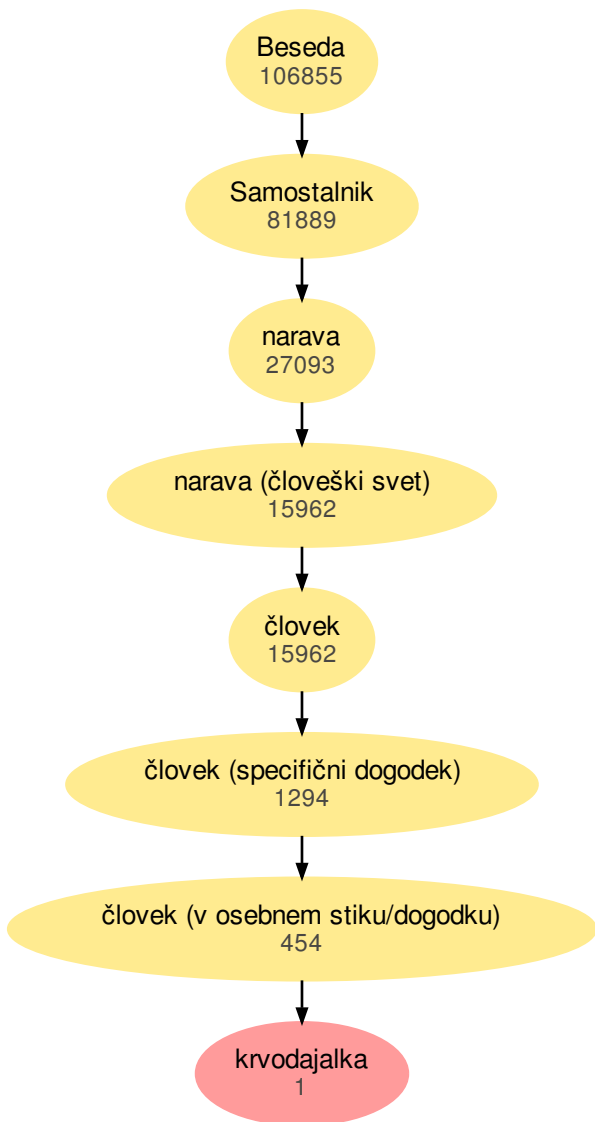 Beseda
106855
Samostalnik
81889
narava
27093
narava (človeški svet)
15962
človek
15962
človek (specifični dogodek)
1294
človek (v osebnem stiku/dogodku)
454
krvodajalka
1